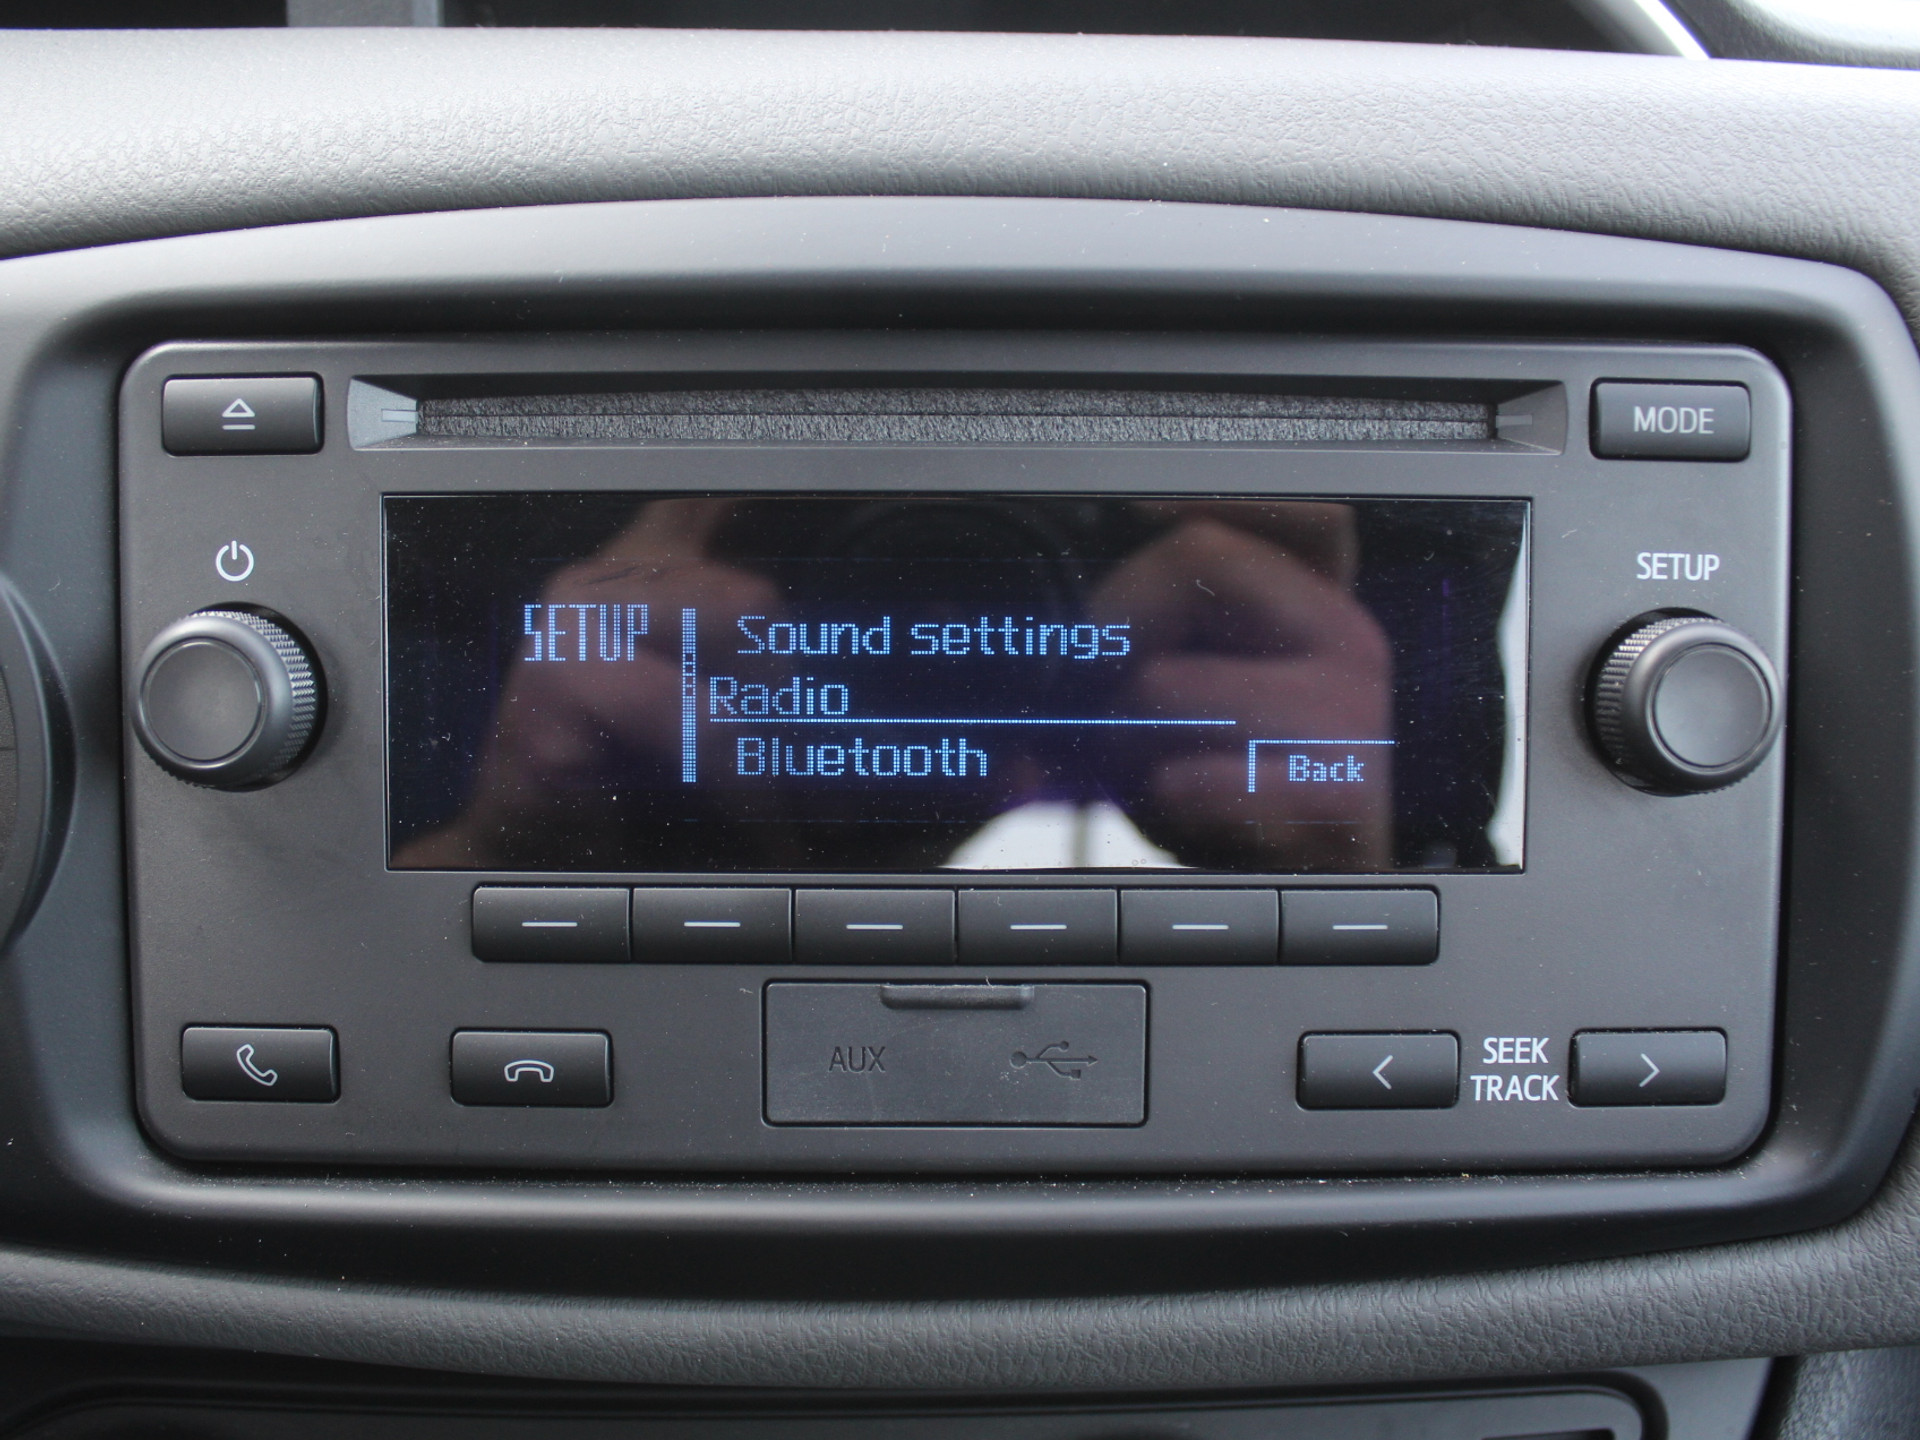 MODE
SETUP
SETUP
Sound settings
Radio
Bluetooth
Back
AUX
SEEK
TRACK